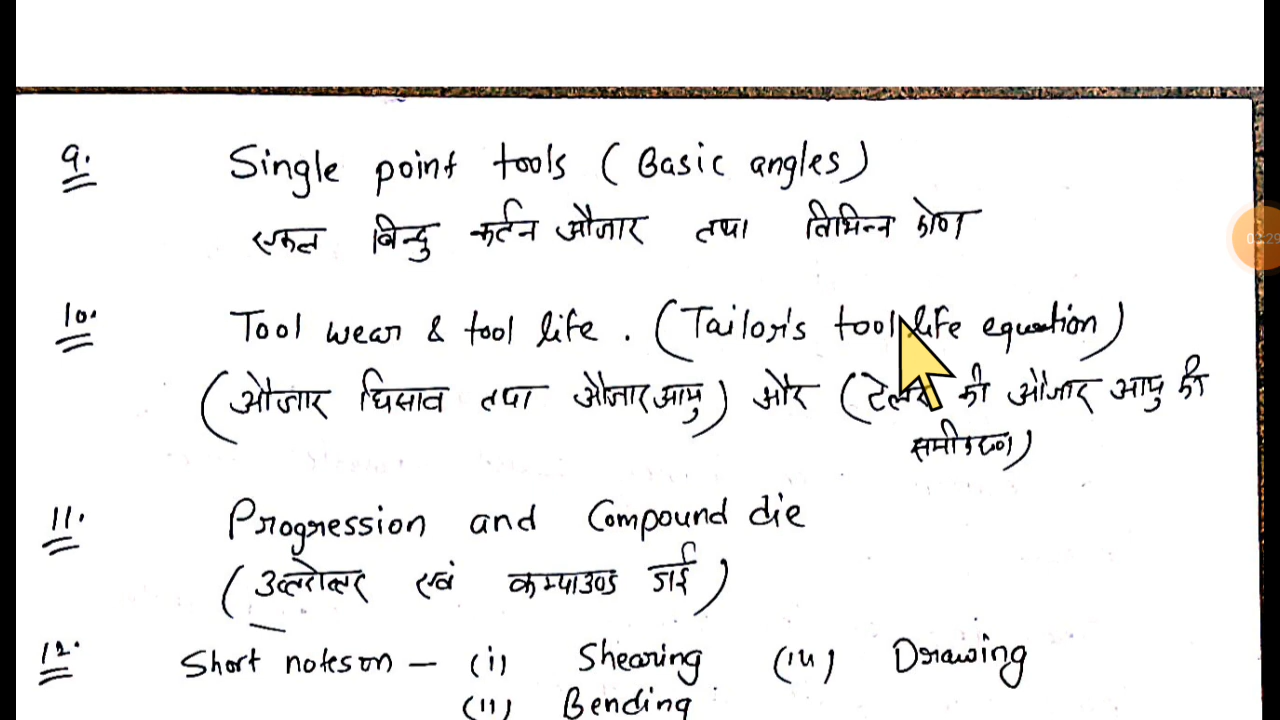 9. Single point tools (Basic angles)
एकल बिन्दु कर्तन औजार तथा विभिन्न कोण
10. Tool wear & tool life. (Tailor's tool life equation)
(औजार घिसाव तथा औजार आयु) और (टेलर की औजार आयु की
समीकरण)
11. Progression and Compound die
(उत्तरोत्तर एवं कम्पाउण्ड डाई)
12. Short notes on - (i) Shearing (iii) Drawing
(ii) Bending